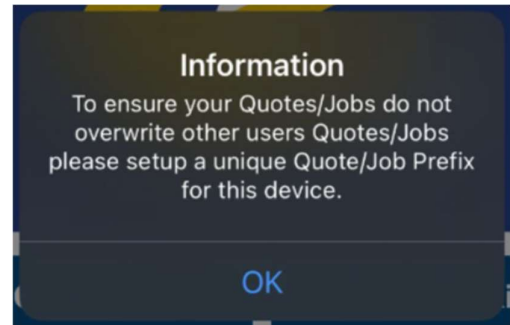 Information
To ensure your Quotes/Jobs do not
overwrite other users Quotes/Jobs
please setup a unique Quote/Job Prefix
for this device.
OK